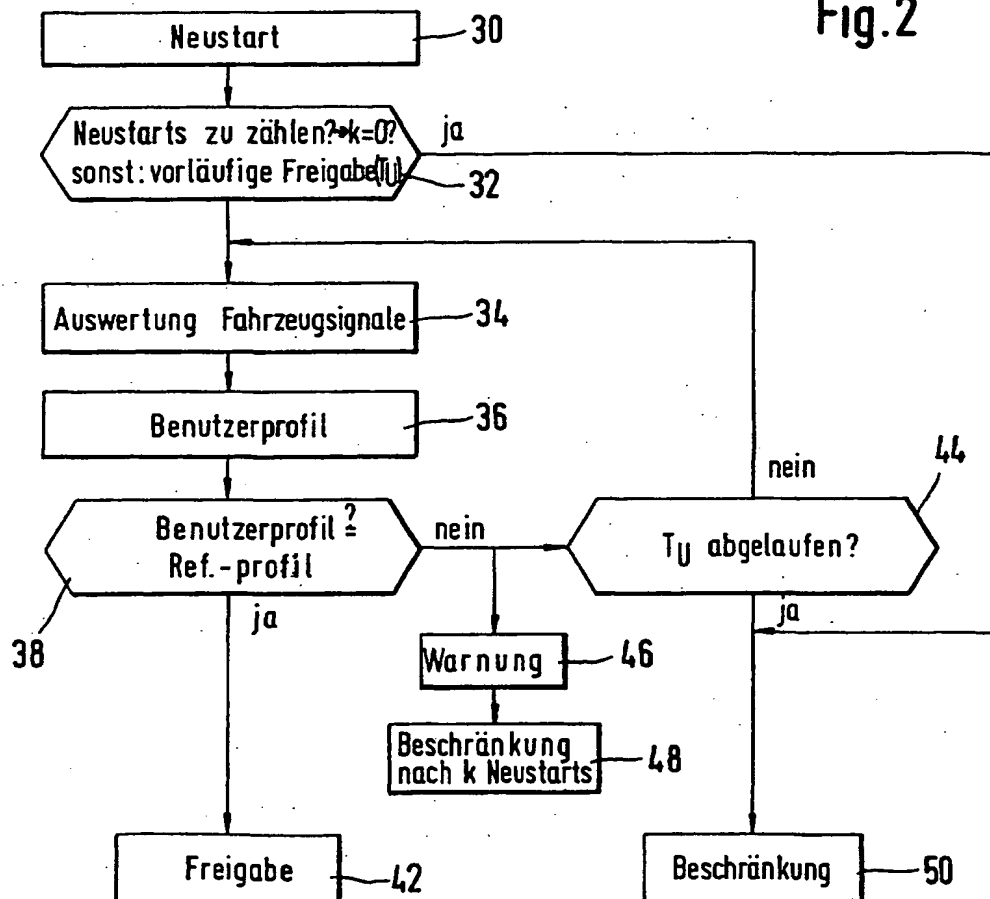 Fig.2
Neustart
30
Neustarts zu zählen?→k=0?
sonst: vorläufige Freigabe(TU)
ja
32
Auswertung Fahrzeugsignale
34
Benutzerprofil
36
nein
44
Benutzerprofil ?=
Ref.-profil
nein
TU abgelaufen?
38
ja
ja
Warnung
46
Beschränkung
nach k Neustarts
48
Freigabe
42
Beschränkung
50